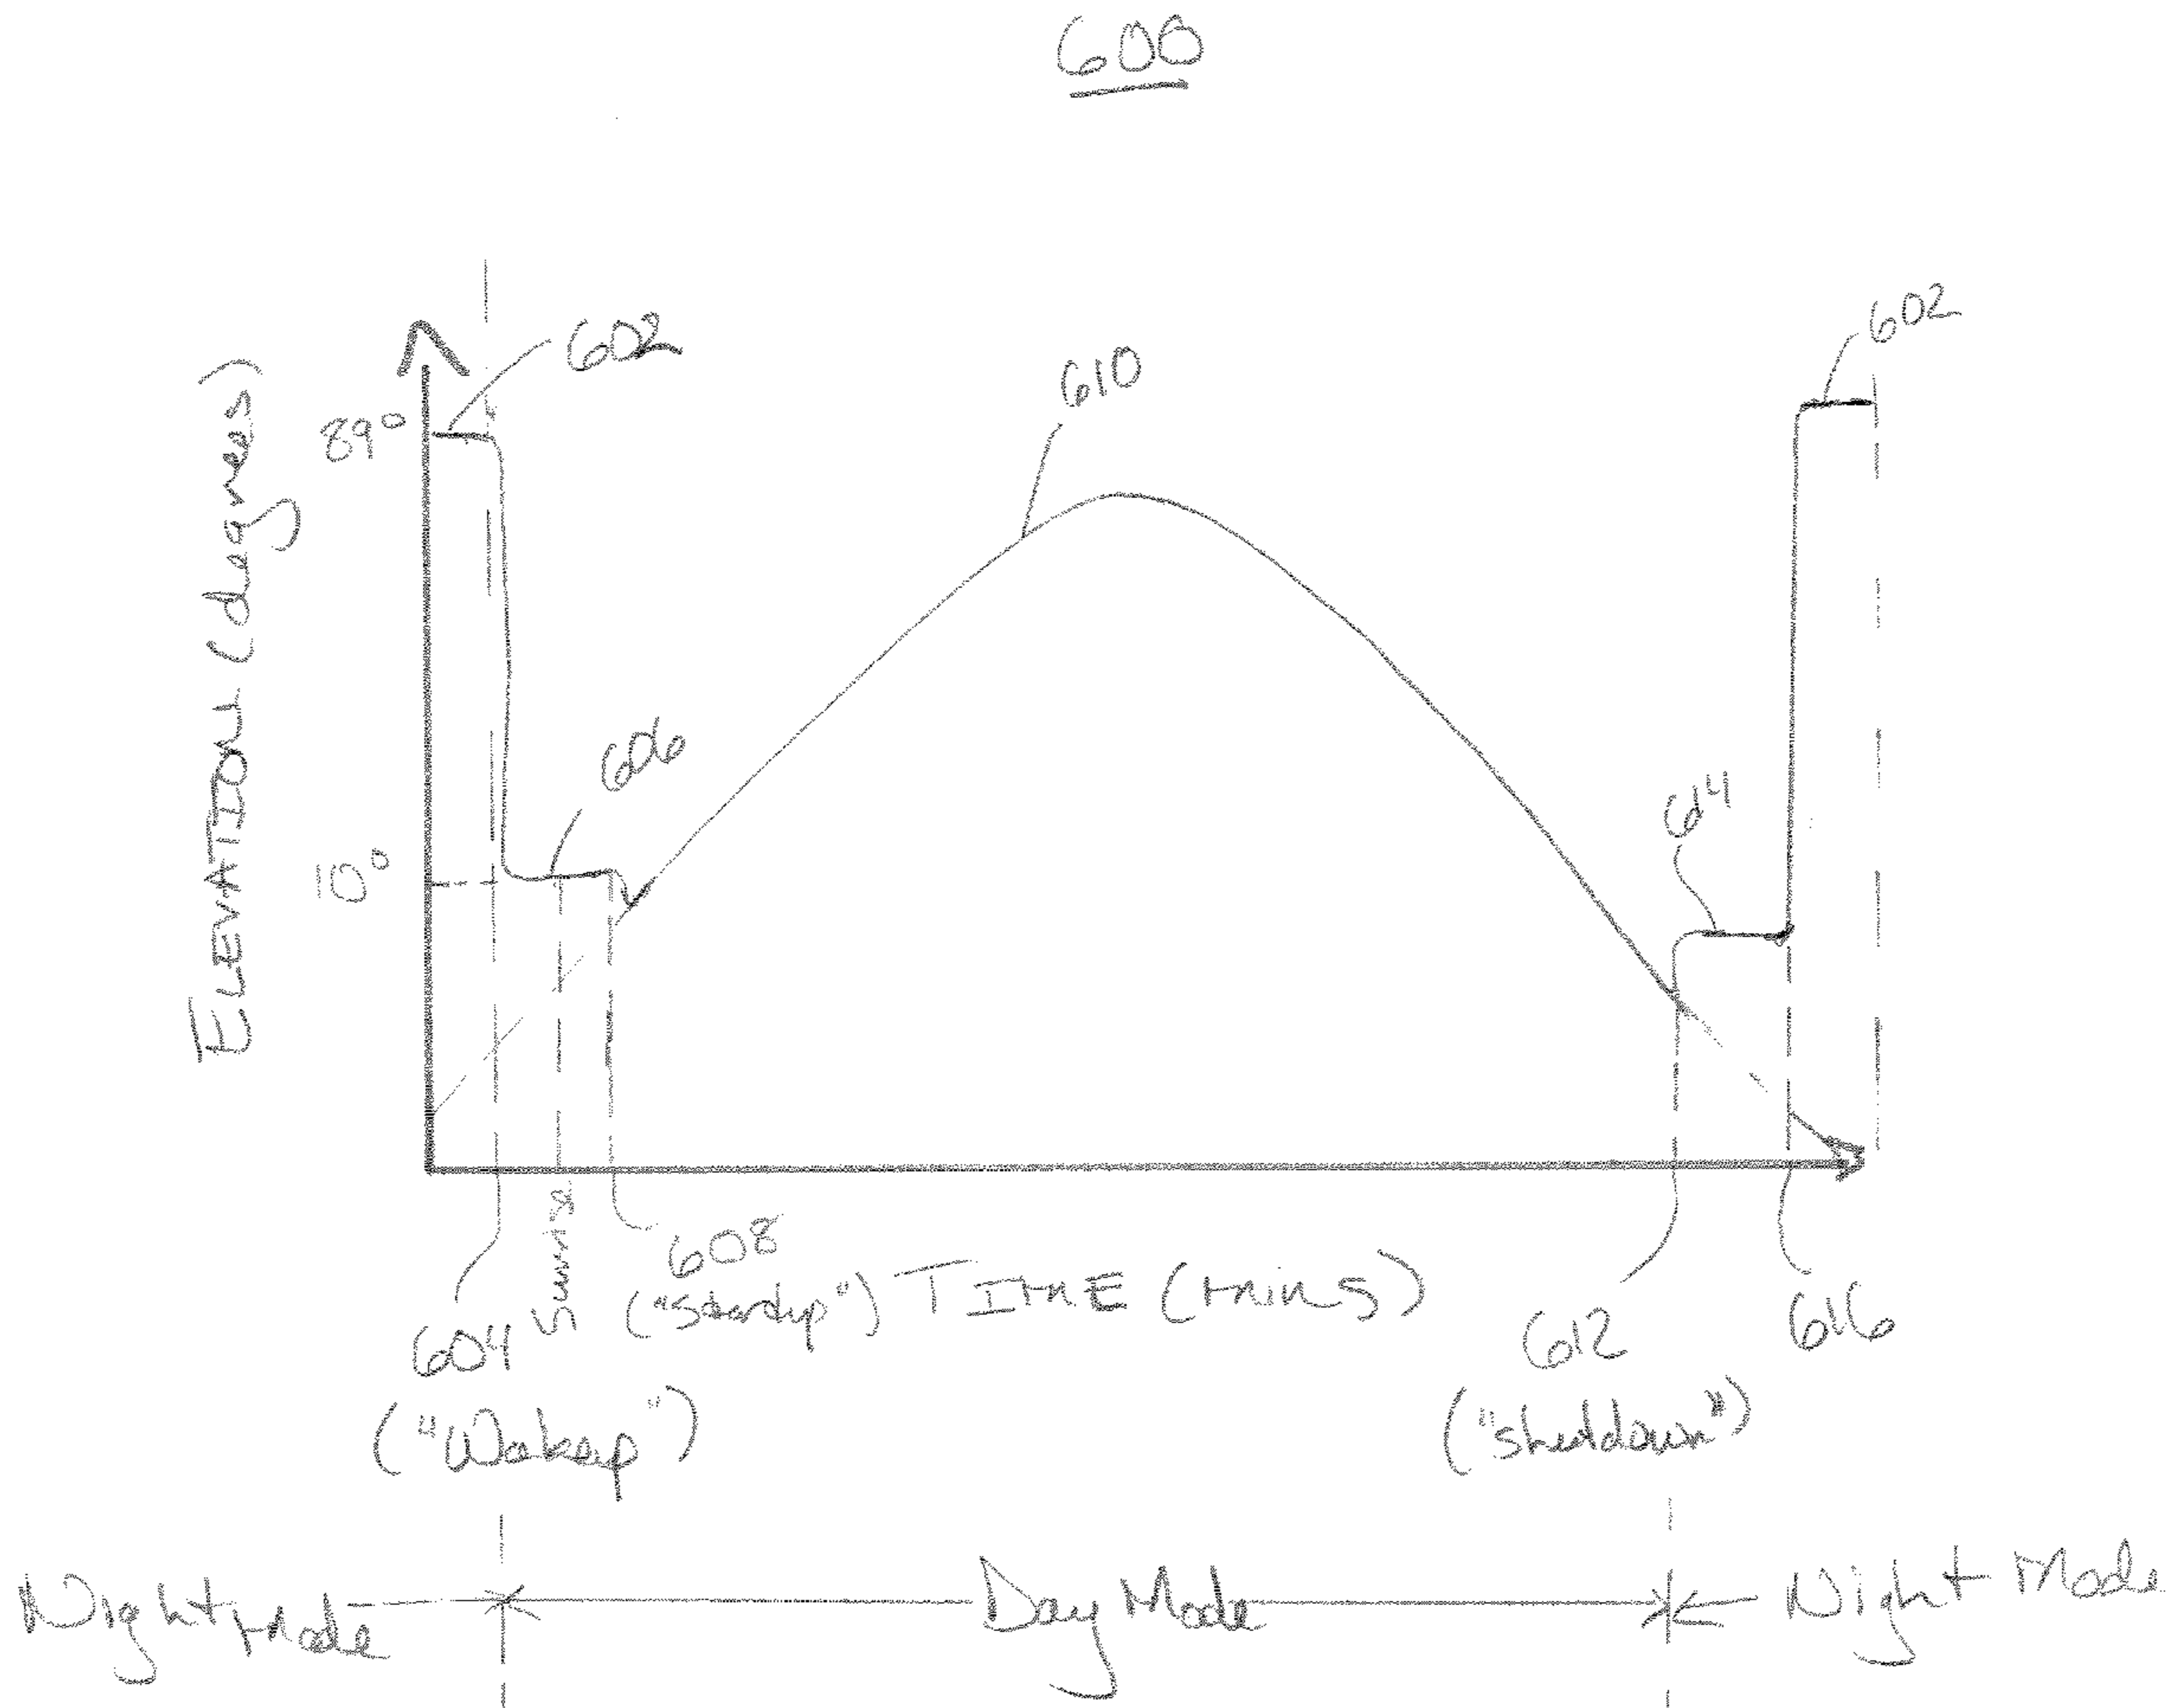 600
602
602
610
89°
ELEVATION (degrees)
606
614
10°
Sunrise
608
("Startup")
TIME (mins)
604
("Wakeup")
612
("shutdown")
616
Night Mode
Day Mode
Night Mode